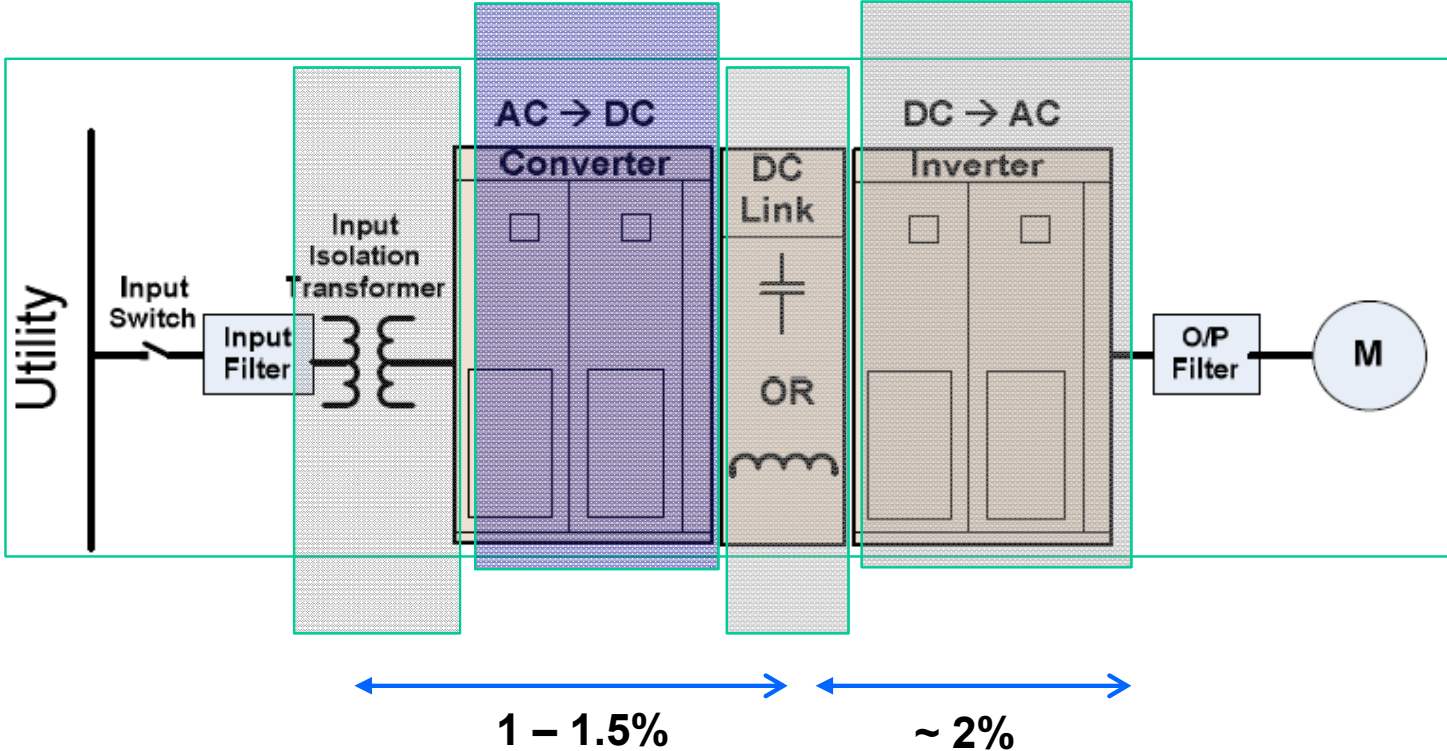 Utility
Input
Switch
Input
Filter
Input
Isolation
Transformer
AC → DC
Converter
DC
Link
OR
DC → AC
Inverter
O/P
Filter
M
1 – 1.5%
~ 2%